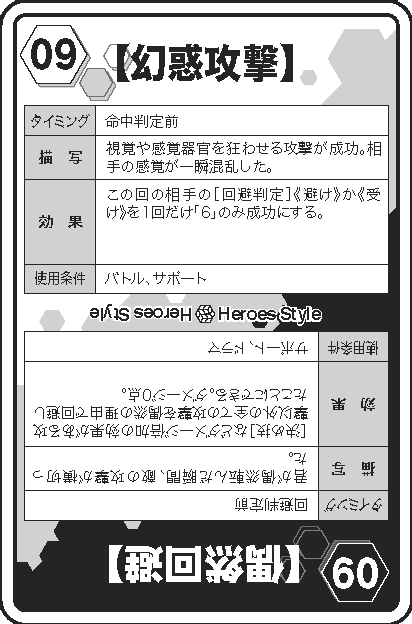 09
【幻惑攻撃】
タイミング 命中判定前
描写 視覚や感覚器官を狂わせる攻撃が成功。相
手の感覚が一瞬混乱した。
効果 この回の相手の[回避判定]《避け》か《受
け》を1回だけ「6」のみ成功にする。
使用条件 バトル、サポート
Heroes Style
Heroes Style
09
【偶然回避】
タイミング 回避判定前
描写 君が偶然転んだ瞬間、敵の攻撃が横切っ
た。
効果 [決め技]などダメージ増加の効果がある攻
撃以外の全ての攻撃を偶然の理由で回避し
たことにできる。ダメージ0点。
使用条件 サポート、ドラマ